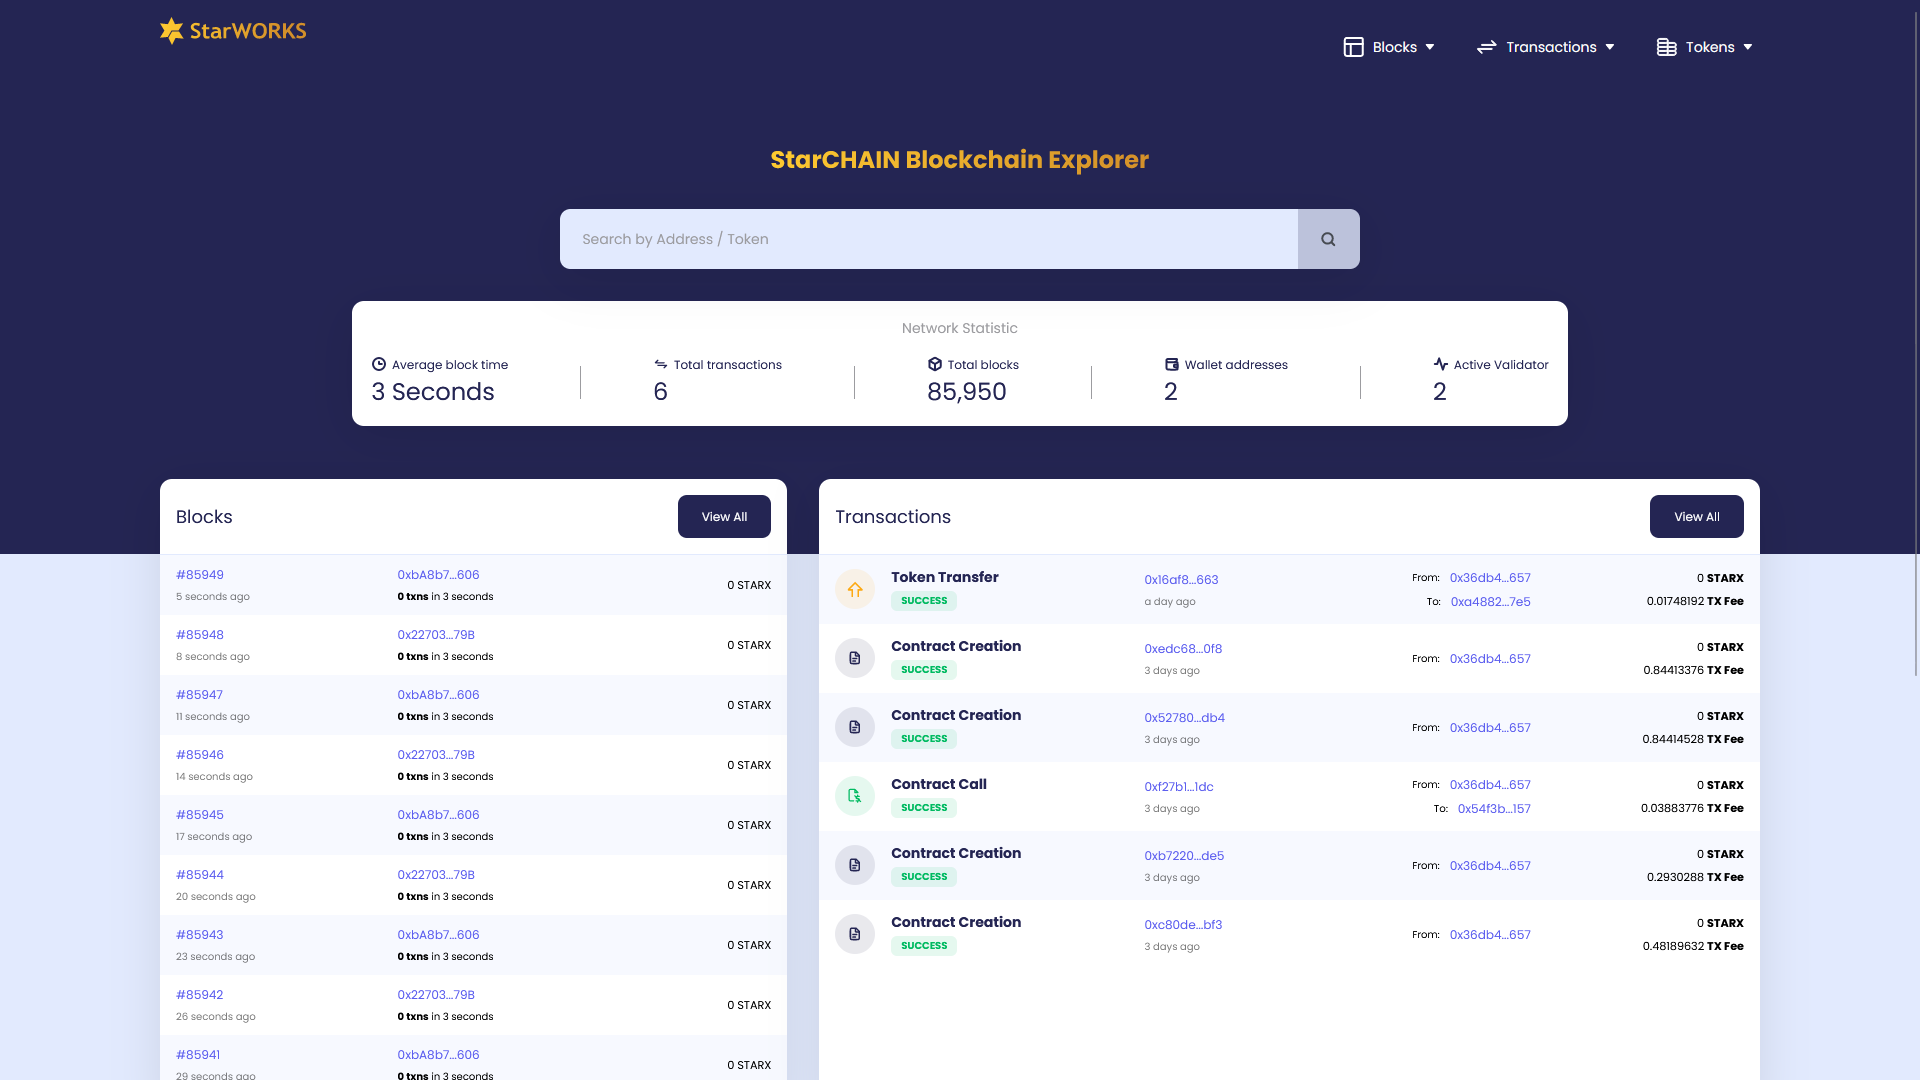 StarWORKS
Blocks
Transactions
Tokens
StarCHAIN Blockchain Explorer
Search by Address / Token
Network Statistic
Average block time
3 Seconds
Total transactions
6
Total blocks
85,950
Wallet addresses
2
Active Validator
2
Blocks
View All
#85949
5 seconds ago
0xbA8b7...606
0 txns in 3 seconds
0 STARX
#85948
8 seconds ago
0x22703...79B
0 txns in 3 seconds
0 STARX
#85947
11 seconds ago
0xbA8b7...606
0 txns in 3 seconds
0 STARX
#85946
14 seconds ago
0x22703...79B
0 txns in 3 seconds
0 STARX
#85945
17 seconds ago
0xbA8b7...606
0 txns in 3 seconds
0 STARX
#85944
20 seconds ago
0x22703...79B
0 txns in 3 seconds
0 STARX
#85943
23 seconds ago
0xbA8b7...606
0 txns in 3 seconds
0 STARX
#85942
26 seconds ago
0x22703...79B
0 txns in 3 seconds
0 STARX
#85941
29 seconds ago
0xbA8b7...606
0 txns in 3 seconds
0 STARX
Transactions
View All
Token Transfer
SUCCESS
0x16af8...663
a day ago
From: 0x36db4...657
To: 0xa4882...7e5
0 STARX
0.01748192 TX Fee
Contract Creation
SUCCESS
0xedc68...0f8
3 days ago
From: 0x36db4...657
0 STARX
0.84413376 TX Fee
Contract Creation
SUCCESS
0x52780...db4
3 days ago
From: 0x36db4...657
0 STARX
0.84414528 TX Fee
Contract Call
SUCCESS
0xf27b1...1dc
3 days ago
From: 0x36db4...657
To: 0x54f3b...157
0 STARX
0.03883776 TX Fee
Contract Creation
SUCCESS
0xb7220...de5
3 days ago
From: 0x36db4...657
0 STARX
0.2930288 TX Fee
Contract Creation
SUCCESS
0xc80de...bf3
3 days ago
From: 0x36db4...657
0 STARX
0.48189632 TX Fee